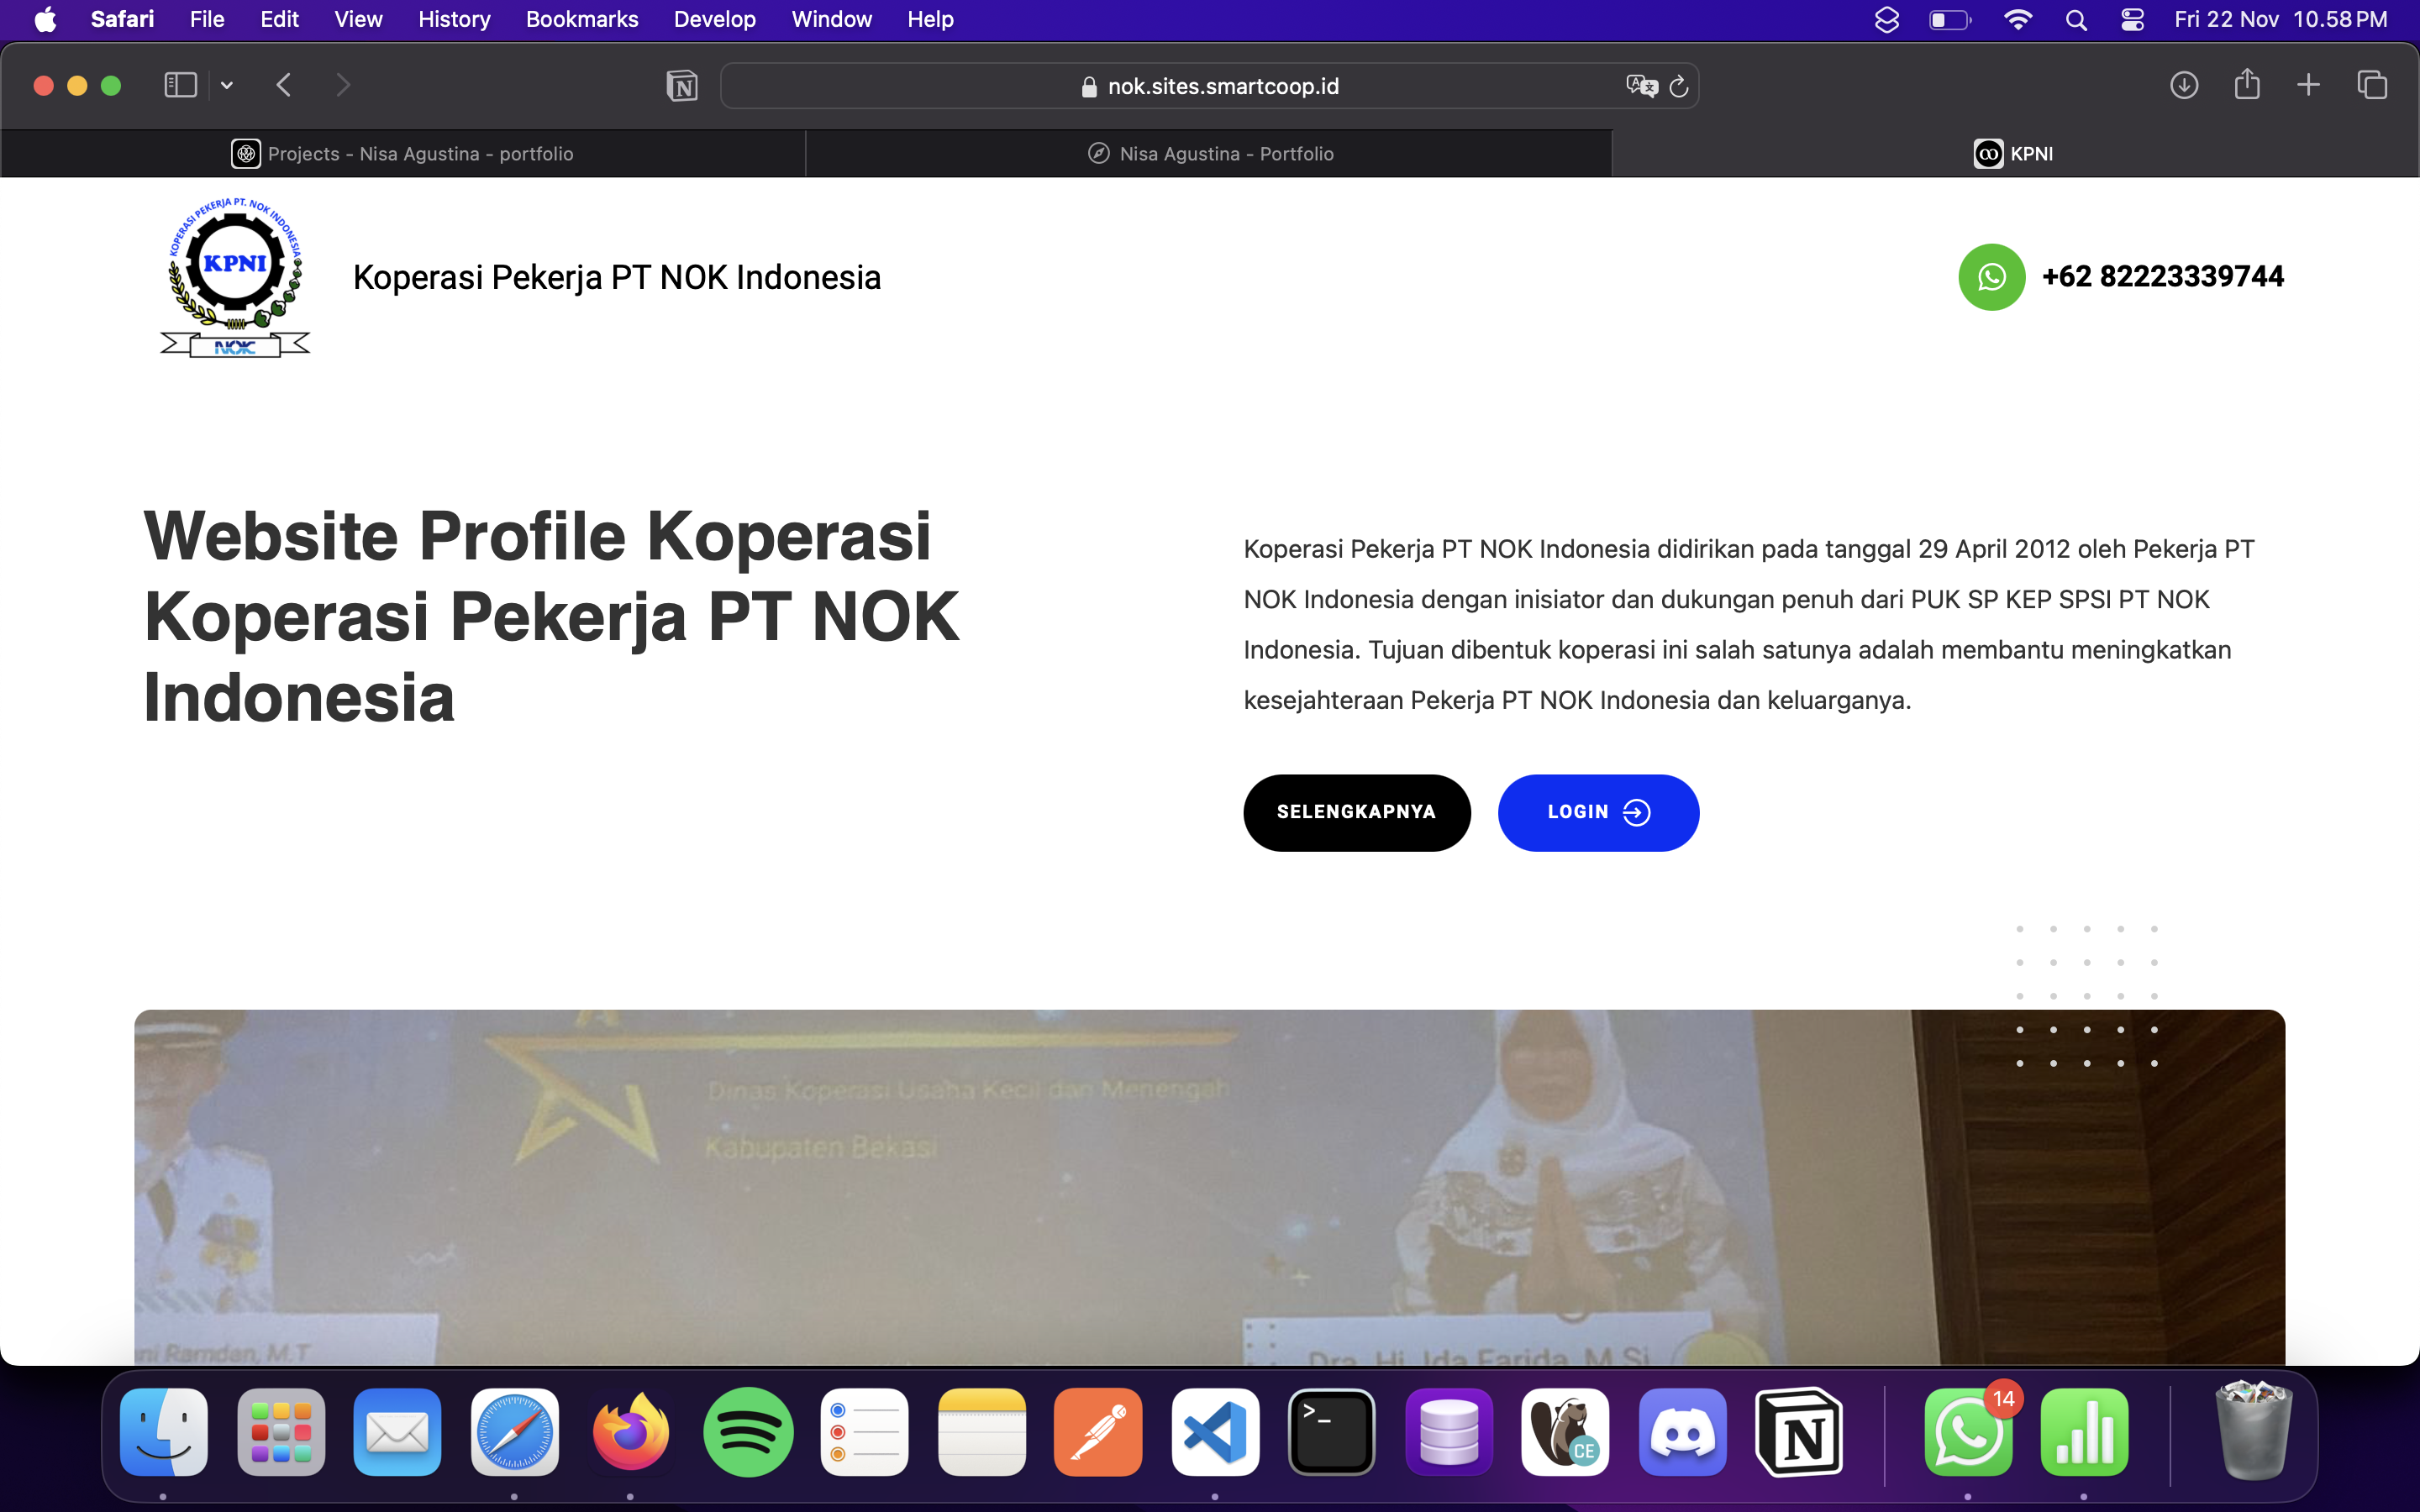 Safari File Edit View History Bookmarks Develop Window Help Fri 22 Nov 10.58 PM
nok.sites.smartcoop.id
Projects - Nisa Agustina - portfolio
Nisa Agustina - Portfolio
KPNI
KOPERASI PEKERJA PT. NOK INDONESIA
KPNI
NOK
Koperasi Pekerja PT NOK Indonesia
+62 82223339744
Website Profile Koperasi
Koperasi Pekerja PT NOK
Indonesia
Koperasi Pekerja PT NOK Indonesia didirikan pada tanggal 29 April 2012 oleh Pekerja PT
NOK Indonesia dengan inisiator dan dukungan penuh dari PUK SP KEP SPSI PT NOK
Indonesia. Tujuan dibentuk koperasi ini salah satunya adalah membantu meningkatkan
kesejahteraan Pekerja PT NOK Indonesia dan keluarganya.
SELENGKAPNYA
LOGIN
Dinas Koperasi Usaha Kecil dan Menengah
Kabupaten Bekasi
Ramdan, M.T
Dra. Hj. Ida Farida, M.Si
CE
14